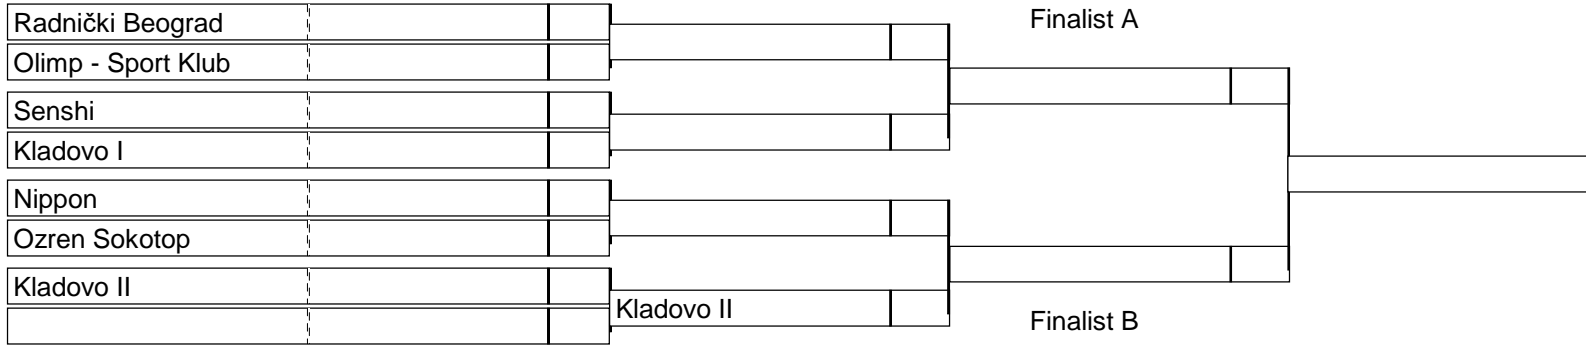 Radnički Beograd
Olimp - Sport Klub
Senshi
Kladovo I
Nippon
Ozren Sokotop
Kladovo II
Kladovo II
Finalist A
Finalist B